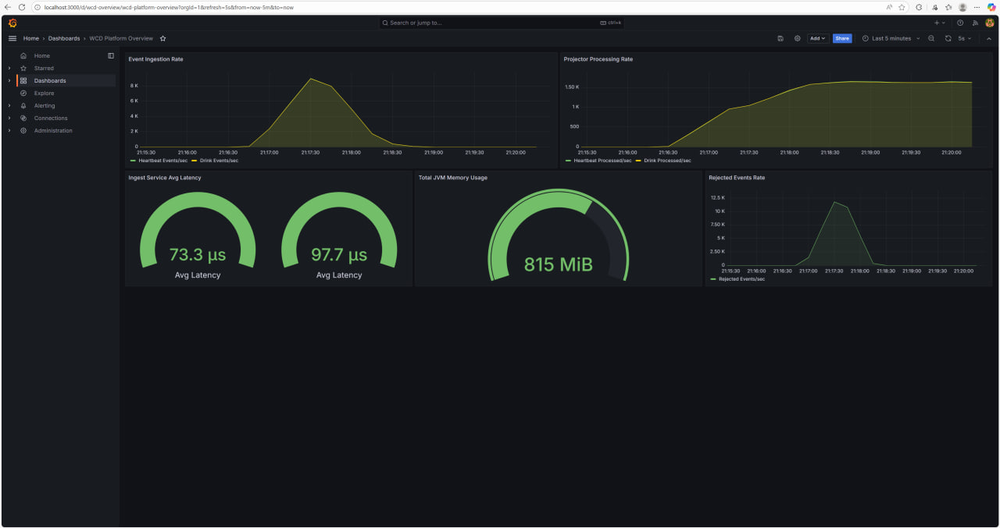 localhost:3000/d/wcd-overview/wcd-platform-overview?orgId=1&refresh=5s&from=now-5m&to=now
Search or jump to...
ctrl+k
Home › Dashboards › WCD Platform Overview
Add
Share
Last 5 minutes
5s
Home
Starred
Dashboards
Explore
Alerting
Connections
Administration
Event Ingestion Rate
8 K
6 K
4 K
2 K
0
21:15:30 21:16:00 21:16:30 21:17:00 21:17:30 21:18:00 21:18:30 21:19:00 21:19:30 21:20:00
Heartbeat Events/sec Drink Events/sec
Projector Processing Rate
1.50 K
1 K
500
0
21:15:30 21:16:00 21:16:30 21:17:00 21:17:30 21:18:00 21:18:30 21:19:00 21:19:30 21:20:00
Heartbeat Processed/sec Drink Processed/sec
Ingest Service Avg Latency
73.3 µs
Avg Latency
97.7 µs
Avg Latency
Total JVM Memory Usage
815 MiB
Rejected Events Rate
12.5 K
10 K
7.50 K
5 K
2.50 K
0
21:15:30 21:16:00 21:16:30 21:17:00 21:17:30 21:18:00 21:18:30 21:19:00 21:19:30 21:20:00
Rejected Events/sec